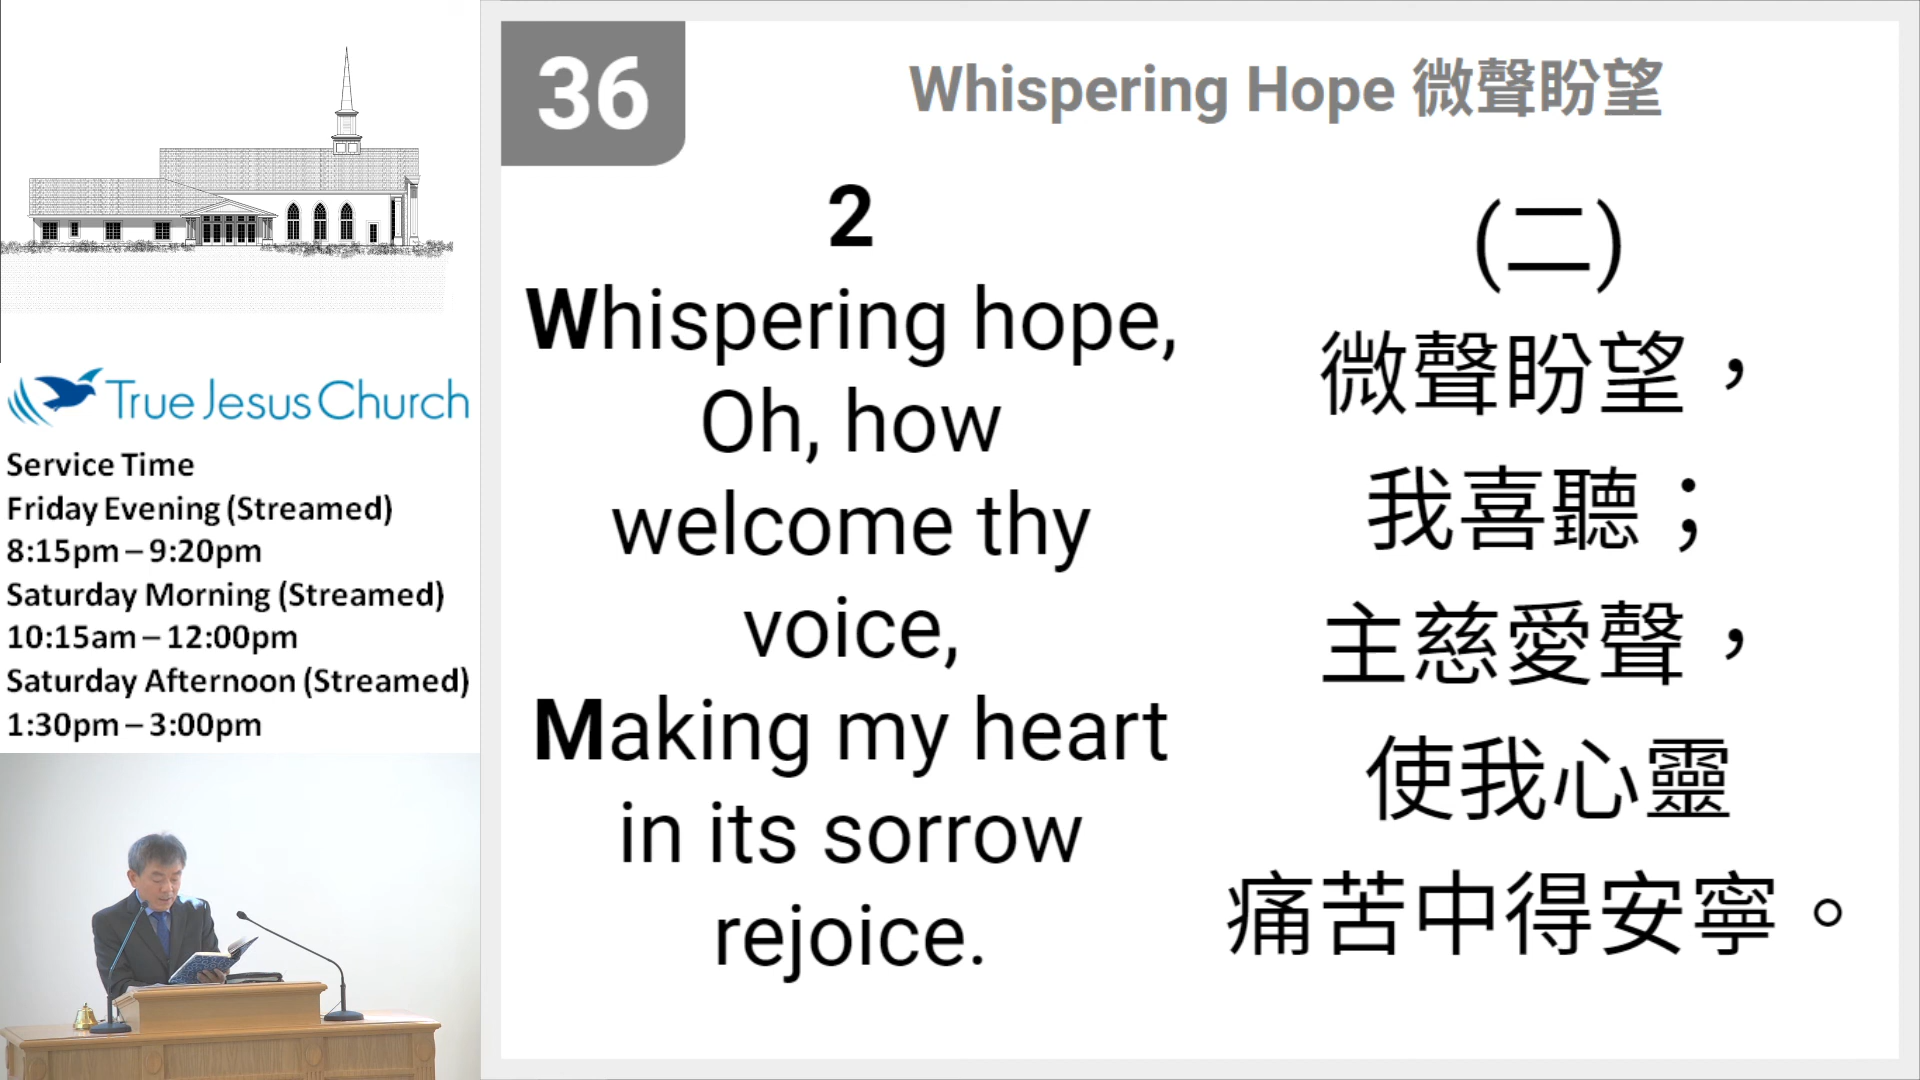 True Jesus Church
Service Time
Friday Evening (Streamed)
8:15pm – 9:20pm
Saturday Morning (Streamed)
10:15am – 12:00pm
Saturday Afternoon (Streamed)
1:30pm – 3:00pm
36
Whispering Hope 微聲盼望
2
Whispering hope,
Oh, how
welcome thy
voice,
Making my heart
in its sorrow
rejoice.
(二)
微聲盼望，
我喜聽；
主慈愛聲，
使我心靈
痛苦中得安寧。